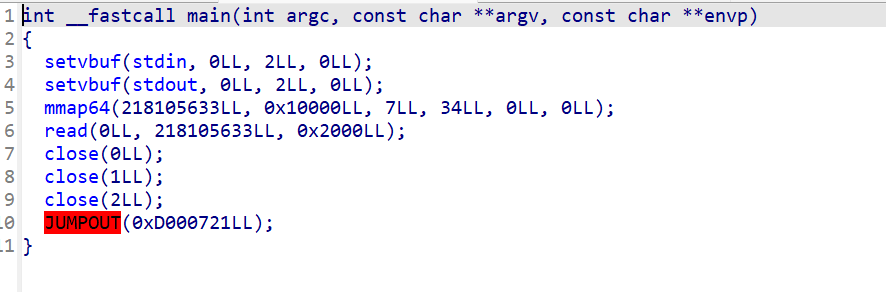 1 int __fastcall main(int argc, const char **argv, const char **envp)
2 {
3 setvbuf(stdin, 0LL, 2LL, 0LL);
4 setvbuf(stdout, 0LL, 2LL, 0LL);
5 mmap64(218105633LL, 0x10000LL, 7LL, 34LL, 0LL, 0LL);
6 read(0LL, 218105633LL, 0x2000LL);
7 close(0LL);
8 close(1LL);
9 close(2LL);
10 JUMPOUT(0xD000721LL);
11 }